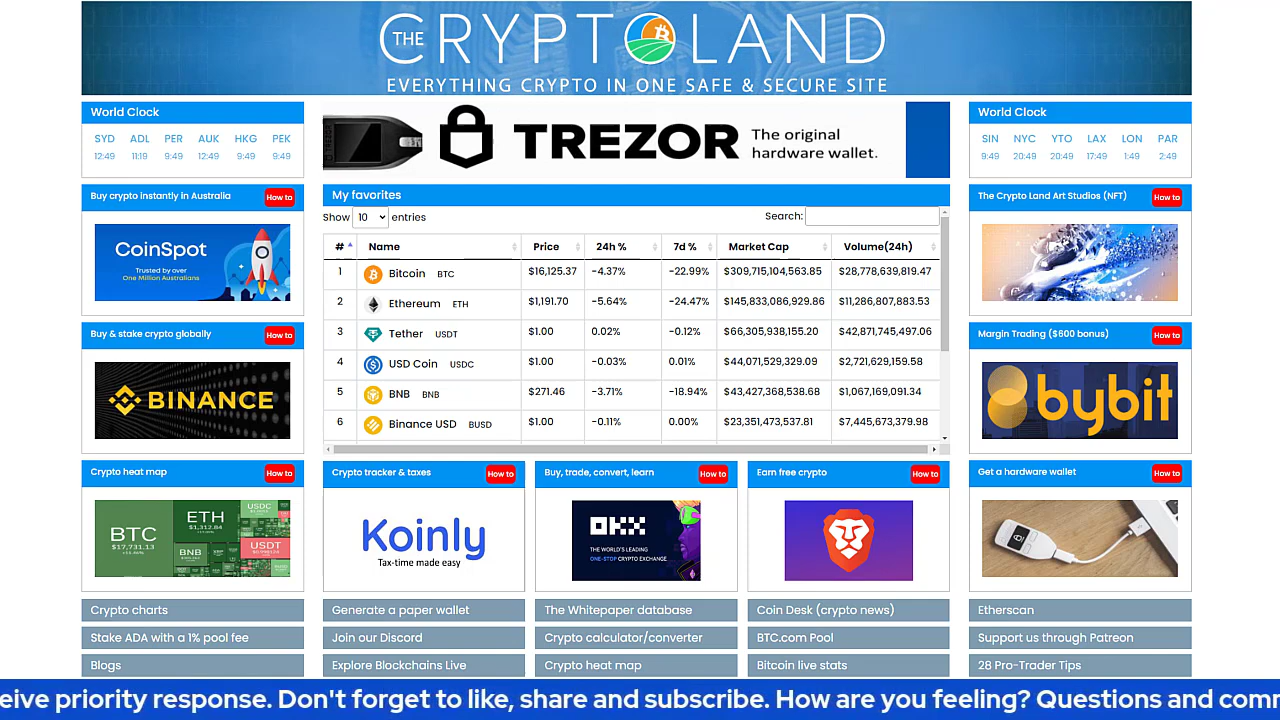 THE CRYPTOLAND
EVERYTHING CRYPTO IN ONE SAFE & SECURE SITE
World Clock
SYD ADL PER AUK HKG PEK
12:49 11:19 9:49 12:49 9:49 9:49
TREZOR The original
hardware wallet.
World Clock
SIN NYC YTO LAX LON PAR
9:49 20:49 20:49 17:49 1:49 2:49
Buy crypto instantly in Australia How to
CoinSpot
Trusted by over
One Million Australians
Buy & stake crypto globally How to
BINANCE
My favorites
Show 10 entries Search:
# Name Price 24h % 7d % Market Cap Volume(24h)
1 Bitcoin BTC $16,125.37 -4.37% -22.99% $309,715,104,563.85 $28,778,639,819.47
2 Ethereum ETH $1,191.70 -5.64% -24.47% $145,833,086,929.86 $11,286,807,883.53
3 Tether USDT $1.00 0.02% -0.12% $66,305,938,155.20 $42,871,745,497.06
4 USD Coin USDC $1.00 -0.03% 0.01% $44,071,529,329.09 $2,721,629,159.58
5 BNB BNB $271.46 -3.71% -18.94% $43,427,368,538.68 $1,067,169,091.34
6 Binance USD BUSD $1.00 -0.11% 0.00% $23,351,473,537.81 $7,445,673,379.98
The Crypto Land Art Studios (NFT) How to
Margin Trading ($600 bonus) How to
bybit
Crypto heat map How to
BTC
$17,731.13
ETH
$1,312.84
BNB
USDC
USDT
Crypto tracker & taxes How to
Koinly
Tax-time made easy
Buy, trade, convert, learn How to
OKX
THE WORLD'S LEADING
ONE-STOP CRYPTO EXCHANGE
Earn free crypto How to
Get a hardware wallet How to
Crypto charts
Generate a paper wallet
The Whitepaper database
Coin Desk (crypto news)
Etherscan
Stake ADA with a 1% pool fee
Join our Discord
Crypto calculator/converter
BTC.com Pool
Support us through Patreon
Blogs
Explore Blockchains Live
Crypto heat map
Bitcoin live stats
28 Pro-Trader Tips
eive priority response. Don't forget to like, share and subscribe. How are you feeling? Questions and comm